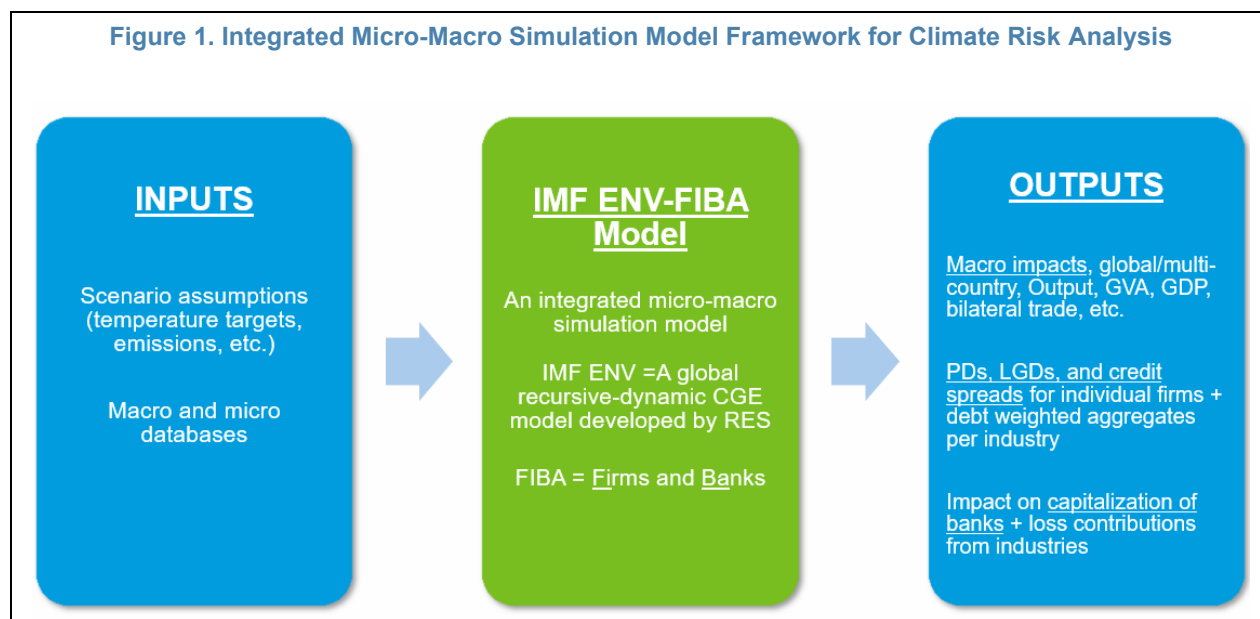 Figure 1. Integrated Micro-Macro Simulation Model Framework for Climate Risk Analysis
INPUTS
Scenario assumptions
(temperature targets,
emissions, etc.)
Macro and micro
databases
IMF ENV-FIBA
Model
An integrated micro-macro
simulation model
IMF ENV =A global
recursive-dynamic CGE
model developed by RES
FIBA = Firms and Banks
OUTPUTS
Macro impacts, global/multi-
country, Output, GVA, GDP,
bilateral trade, etc.
PDs, LGDs, and credit
spreads for individual firms +
debt weighted aggregates
per industry
Impact on capitalization of
banks + loss contributions
from industries